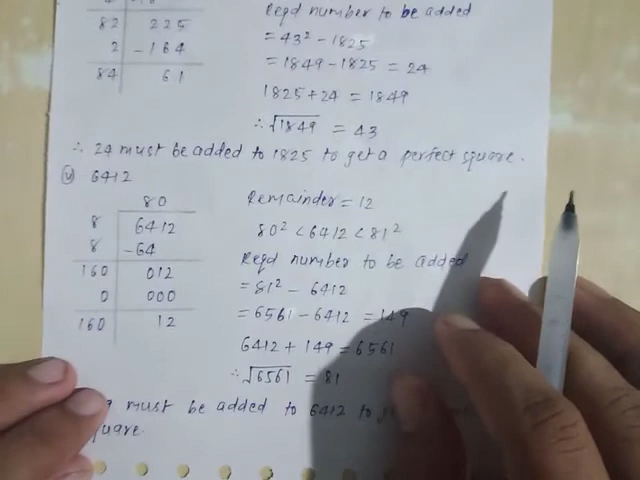 Reqd number to be added
82 225
= 43² - 1825
2 -164
= 1849 - 1825 = 24
84 61
1825 + 24 = 1849
∴ √1849 = 43
∴ 24 must be added to 1825 to get a perfect square.
(v) 6412
80
Remainder = 12
8 6412
80² < 6412 < 81²
8 -64
Reqd number to be added
160 012
= 81² - 6412
0 000
= 6561 - 6412 = 149
160 12
6412 + 149 = 6561
∴ √6561 = 81
must be added to 6412 to